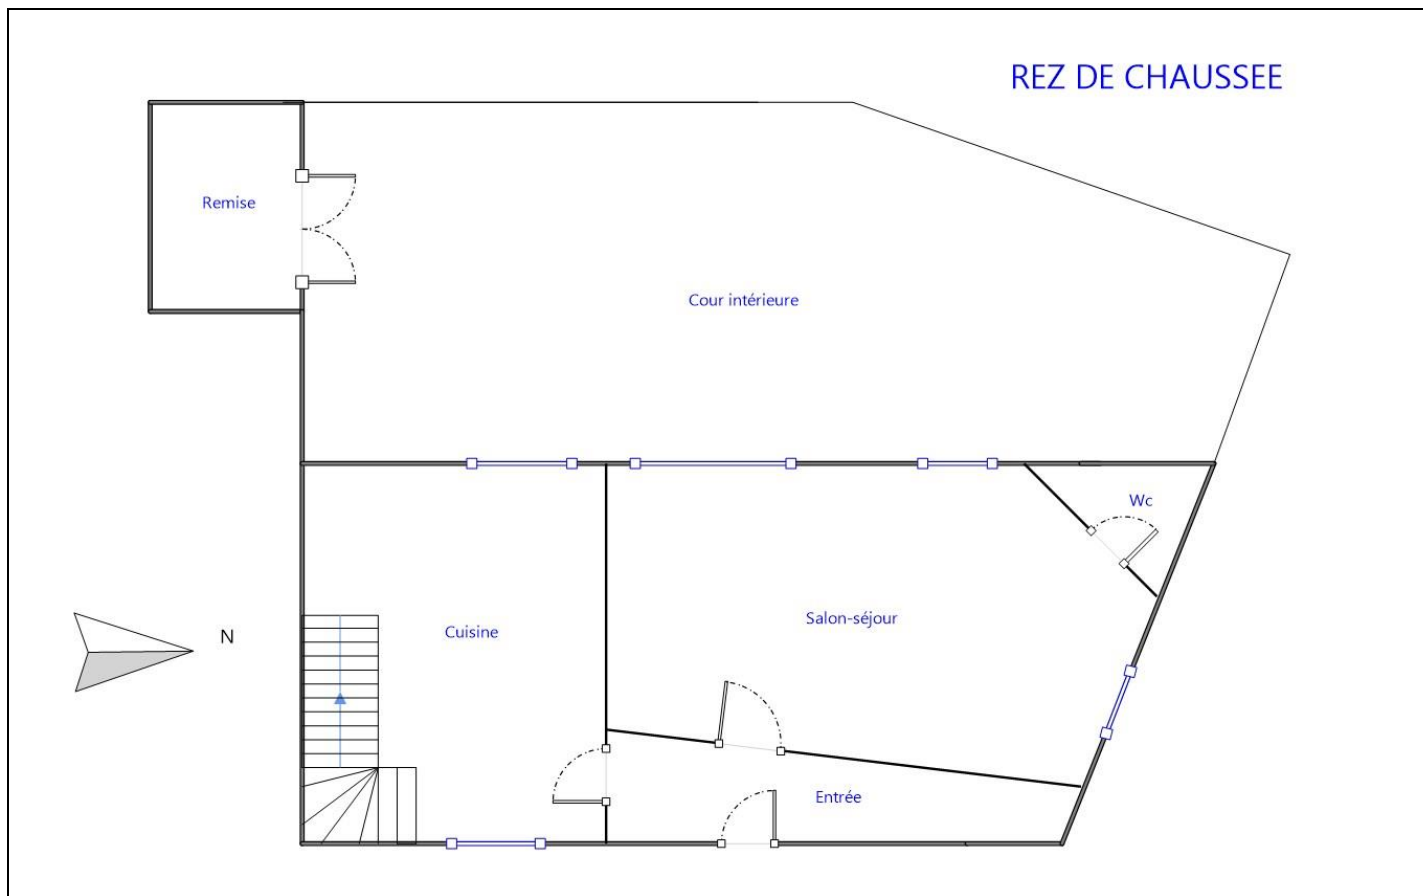 REZ DE CHAUSSEE
Remise
Cour intérieure
Wc
Salon-séjour
Cuisine
N
Entrée